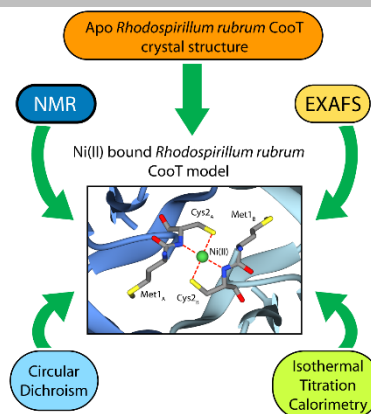 Apo Rhodospirillum rubrum CooT
crystal structure
NMR
EXAFS
Ni(II) bound Rhodospirillum rubrum
CooT model
Cys2A
Met1B
Ni(II)
Met1A
Cys2B
Circular
Dichroism
Isothermal
Titration
Calorimetry